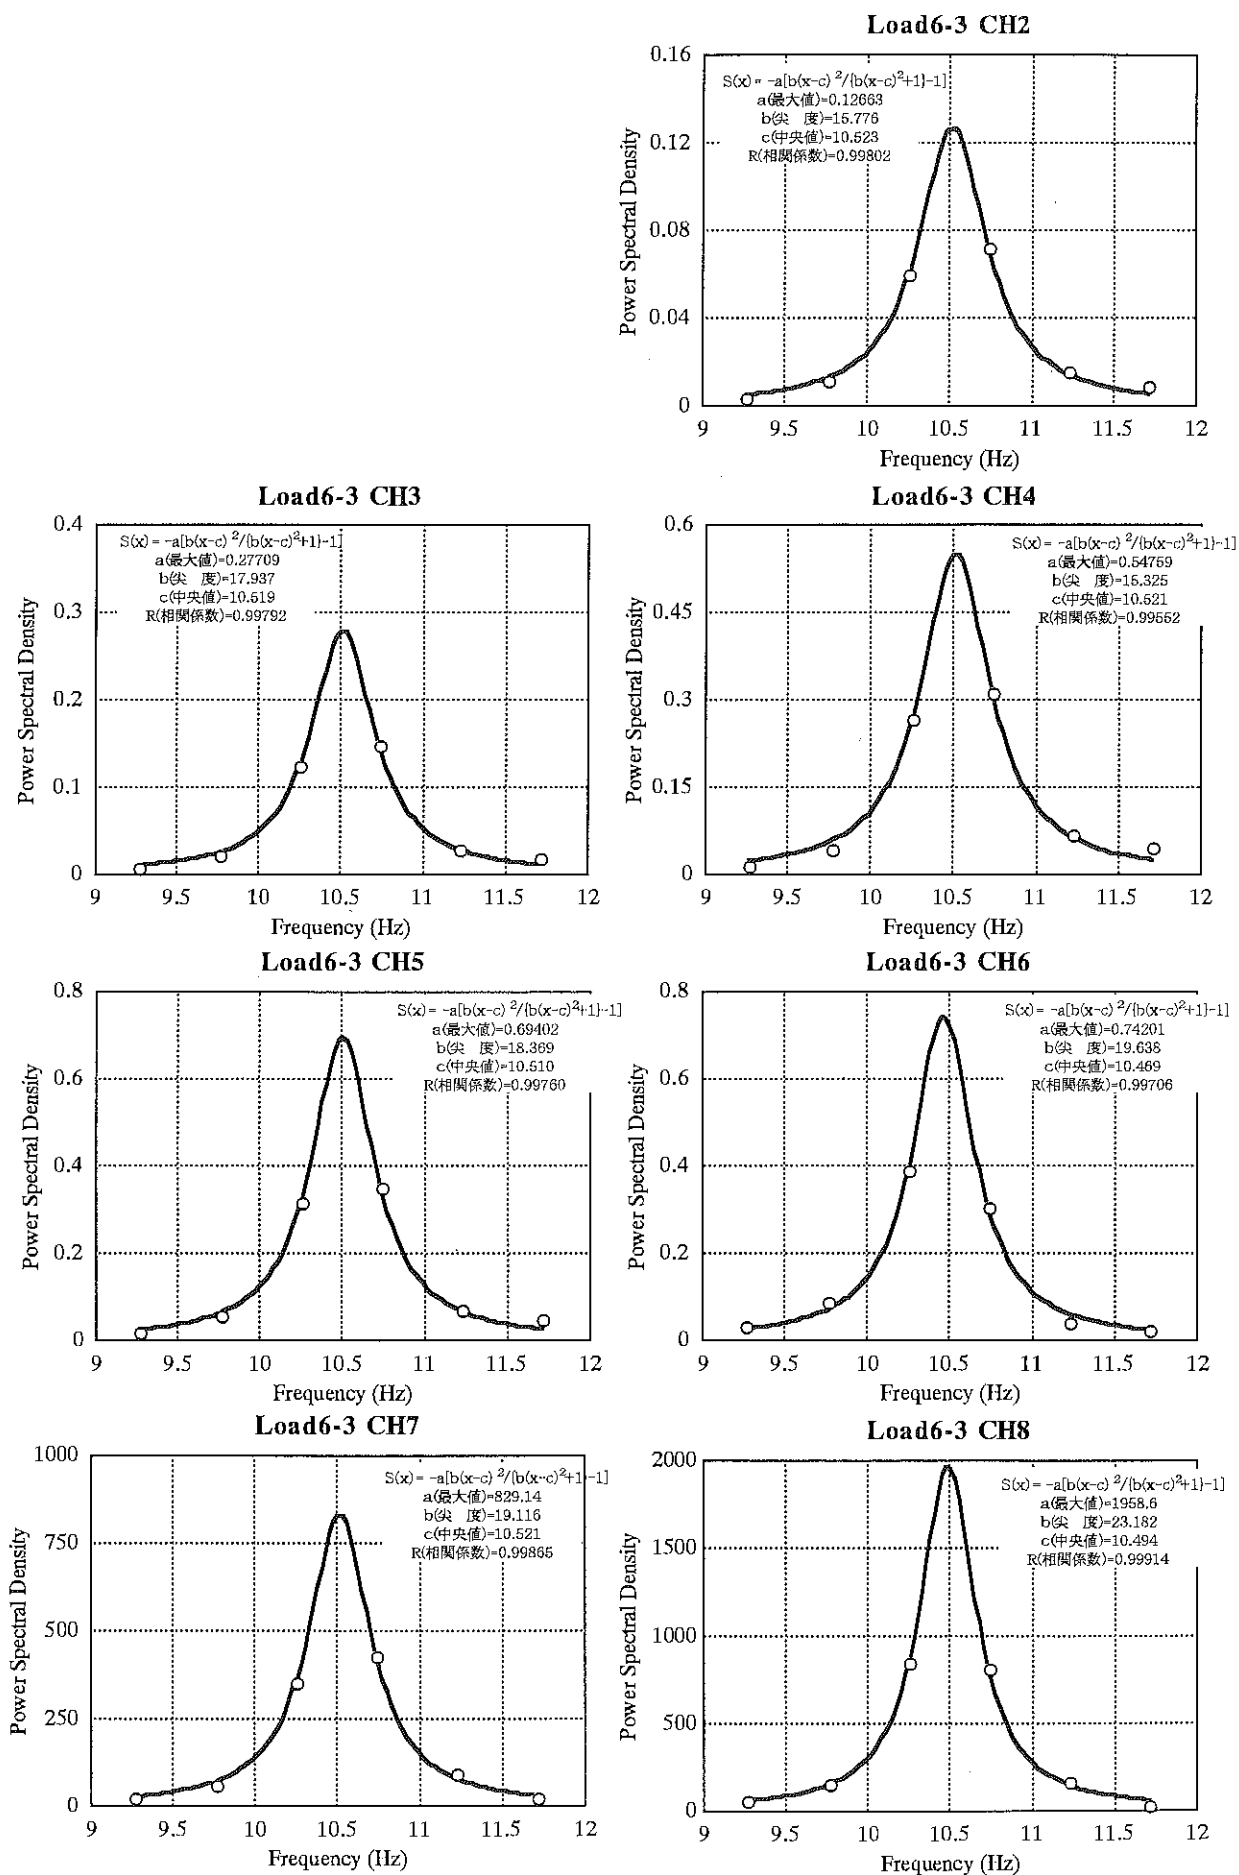 Load6-3 CH2
S(x) = -a[b(x-c)²/{b(x-c)²+1}-1]
a(最大値)=0.12663
b(尖 度)=15.776
c(中央値)=10.523
R(相関係数)=0.99802
Power Spectral Density
0.16
0.12
0.08
0.04
0
9 9.5 10 10.5 11 11.5 12
Frequency (Hz)
Load6-3 CH3
S(x) = -a[b(x-c)²/{b(x-c)²+1}-1]
a(最大値)=0.27709
b(尖 度)=17.937
c(中央値)=10.519
R(相関係数)=0.99792
Power Spectral Density
0.4
0.3
0.2
0.1
0
9 9.5 10 10.5 11 11.5 12
Frequency (Hz)
Load6-3 CH4
S(x) = -a[b(x-c)²/{b(x-c)²+1}-1]
a(最大値)=0.54759
b(尖 度)=15.325
c(中央値)=10.521
R(相関係数)=0.99552
Power Spectral Density
0.6
0.45
0.3
0.15
0
9 9.5 10 10.5 11 11.5 12
Frequency (Hz)
Load6-3 CH5
S(x) = -a[b(x-c)²/{b(x-c)²+1}-1]
a(最大値)=0.69402
b(尖 度)=18.369
c(中央値)=10.510
R(相関係数)=0.99760
Power Spectral Density
0.8
0.6
0.4
0.2
0
9 9.5 10 10.5 11 11.5 12
Frequency (Hz)
Load6-3 CH6
S(x) = -a[b(x-c)²/{b(x-c)²+1}-1]
a(最大値)=0.74201
b(尖 度)=19.638
c(中央値)=10.469
R(相関係数)=0.99706
Power Spectral Density
0.8
0.6
0.4
0.2
0
9 9.5 10 10.5 11 11.5 12
Frequency (Hz)
Load6-3 CH7
S(x) = -a[b(x-c)²/{b(x-c)²+1}-1]
a(最大値)=829.14
b(尖 度)=19.116
c(中央値)=10.521
R(相関係数)=0.99865
Power Spectral Density
1000
750
500
250
0
9 9.5 10 10.5 11 11.5 12
Frequency (Hz)
Load6-3 CH8
S(x) = -a[b(x-c)²/{b(x-c)²+1}-1]
a(最大値)=1958.6
b(尖 度)=23.182
c(中央値)=10.494
R(相関係数)=0.99914
Power Spectral Density
2000
1500
1000
500
0
9 9.5 10 10.5 11 11.5 12
Frequency (Hz)